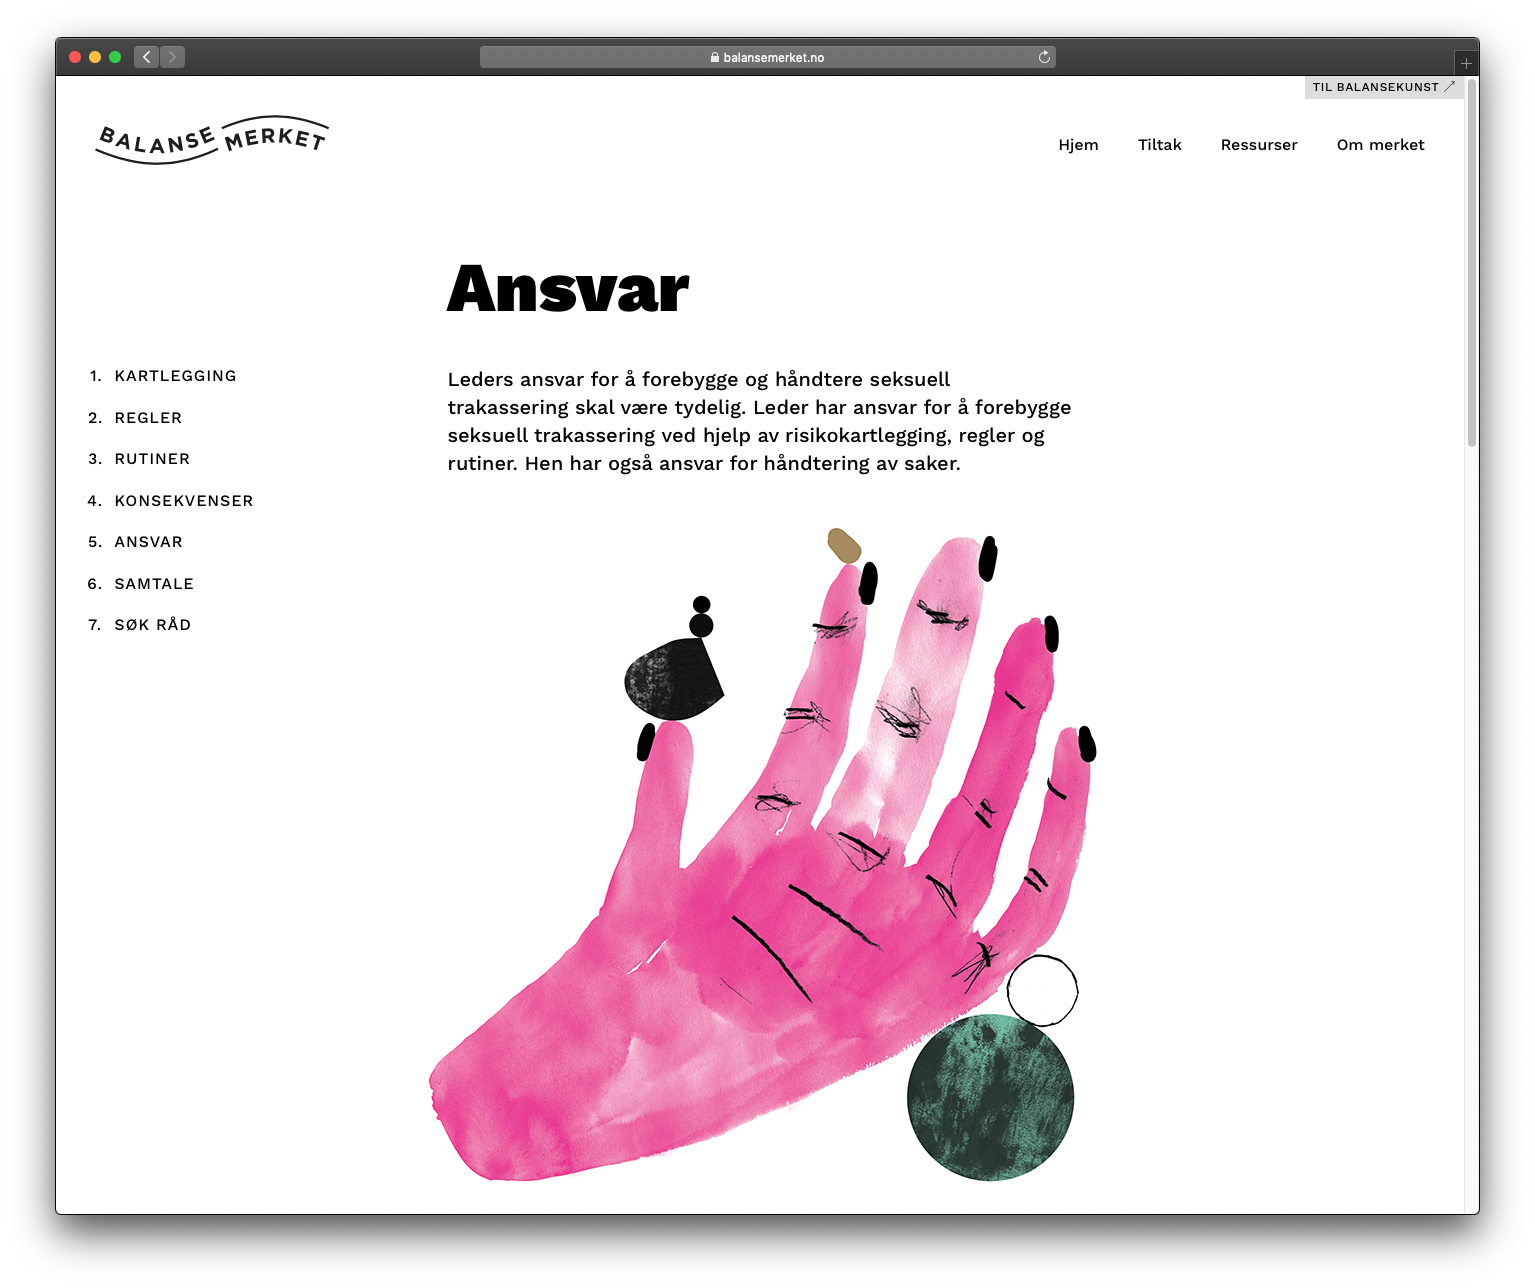 balansemerket.no
TIL BALANSEKUNST
BALANSE MERKET
Hjem Tiltak Ressurser Om merket
Ansvar
1. KARTLEGGING
2. REGLER
3. RUTINER
4. KONSEKVENSER
5. ANSVAR
6. SAMTALE
7. SØK RÅD
Leders ansvar for å forebygge og håndtere seksuell
trakassering skal være tydelig. Leder har ansvar for å forebygge
seksuell trakassering ved hjelp av risikokartlegging, regler og
rutiner. Hen har også ansvar for håndtering av saker.